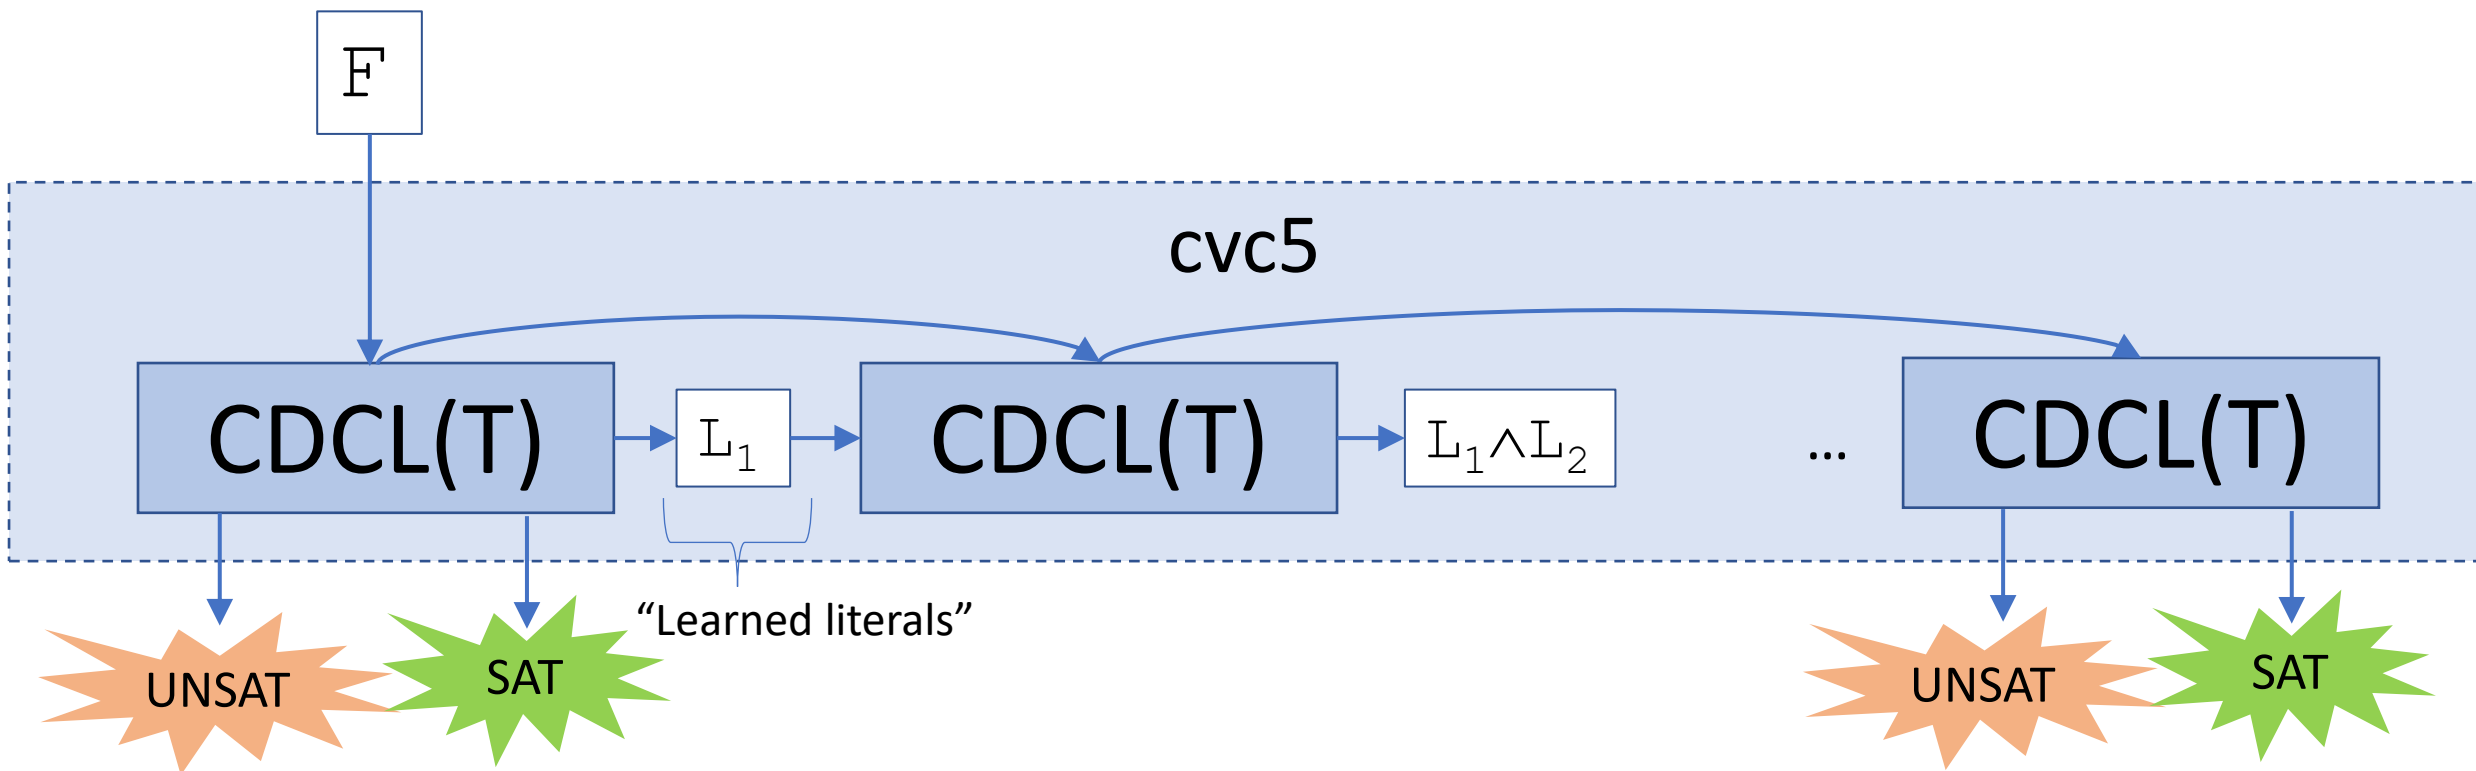 F
cvc5
CDCL(T)
L₁
CDCL(T)
L₁∧L₂
...
CDCL(T)
“Learned literals”
UNSAT
SAT
UNSAT
SAT